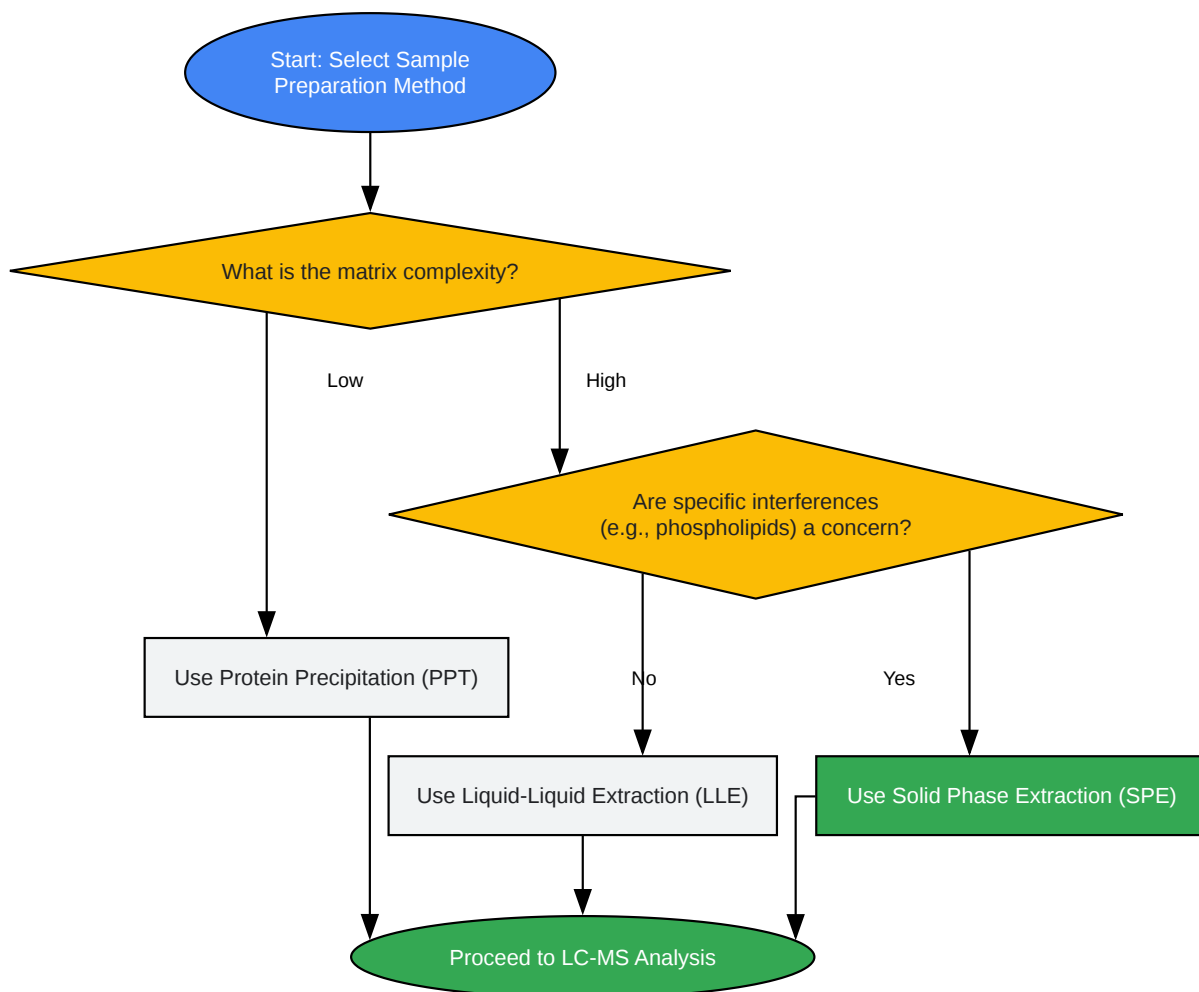 Start: Select Sample
Preparation Method
What is the matrix complexity?
Low
High
Are specific interferences
(e.g., phospholipids) a concern?
Use Protein Precipitation (PPT)
No
Yes
Use Liquid-Liquid Extraction (LLE)
Use Solid Phase Extraction (SPE)
Proceed to LC-MS Analysis